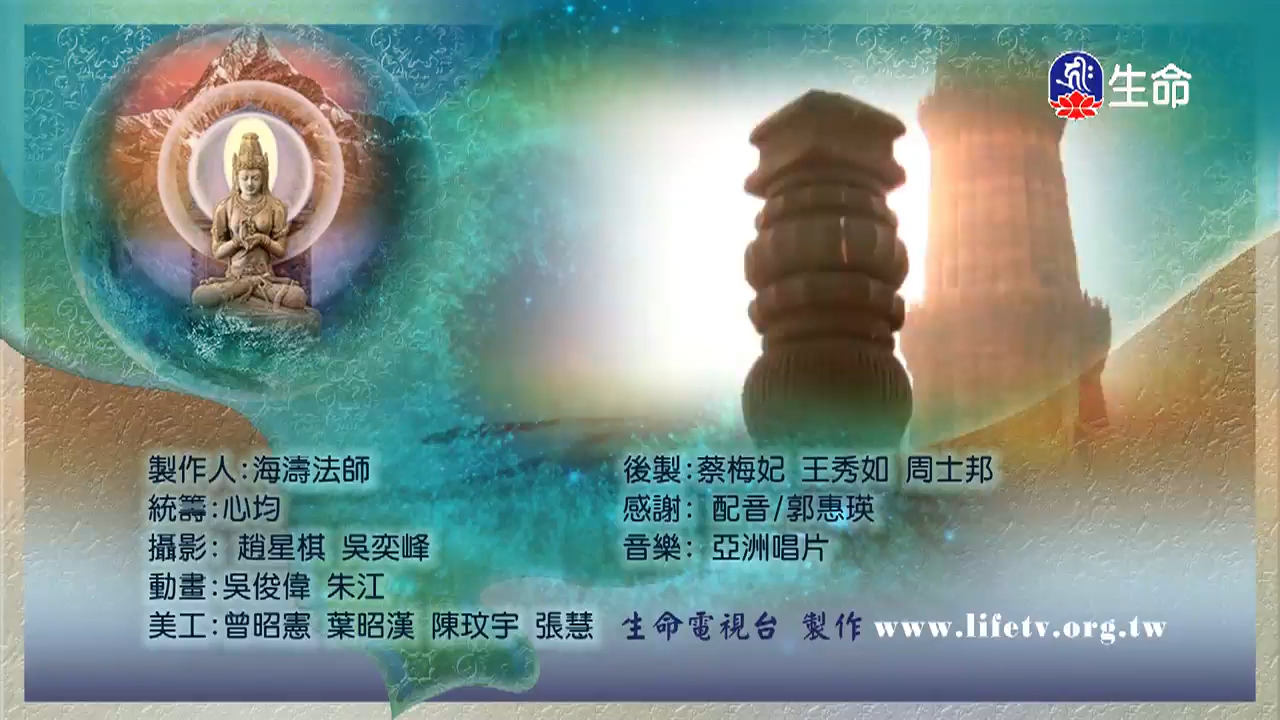 生命
製作人:海濤法師
統籌:心均
攝影: 趙星棋 吳奕峰
動畫:吳俊偉 朱江
美工:曾昭憲 葉昭漢 陳玟宇 張慧
後製:蔡梅妃 王秀如 周士邦
感謝: 配音/郭惠瑛
音樂: 亞洲唱片
生命電視台 製作 www.lifetv.org.tw